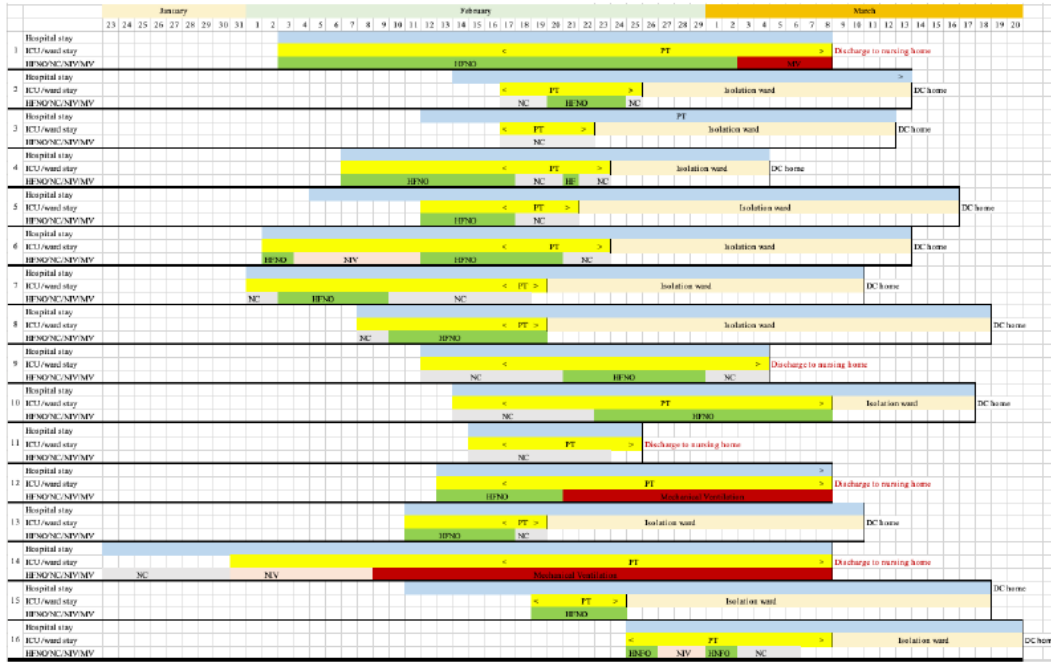 January February March
23 24 25 26 27 28 29 30 31 1 2 3 4 5 6 7 8 9 10 11 12 13 14 15 16 17 18 19 20 21 22 23 24 25 26 27 28 29 1 2 3 4 5 6 7 8 9 10 11 12 13 14 15 16 17 18 19 20
Hospital stay
1 ICU/ward stay < PT > Discharge to nursing home
HFNO/NC/NIV/MV HFNO MV
Hospital stay >
2 ICU/ward stay < PT > Isolation ward DC home
HFNO/NC/NIV/MV NC HFNO NC
Hospital stay PT
3 ICU/ward stay < PT > Isolation ward DC home
HFNO/NC/NIV/MV NC
Hospital stay
4 ICU/ward stay < PT > Isolation ward DC home
HFNO/NC/NIV/MV HFNO NC HF NC
Hospital stay
5 ICU/ward stay < PT > Isolation ward DC home
HFNO/NC/NIV/MV HFNO NC
Hospital stay
6 ICU/ward stay < PT > Isolation ward DC home
HFNO/NC/NIV/MV HFNO NIV HFNO NC
Hospital stay
7 ICU/ward stay < PT > Isolation ward DC home
HFNO/NC/NIV/MV NC HFNO NC
Hospital stay
8 ICU/ward stay < PT > Isolation ward DC home
HFNO/NC/NIV/MV NC HFNO
Hospital stay
9 ICU/ward stay < > Discharge to nursing home
HFNO/NC/NIV/MV NC HFNO NC
Hospital stay
10 ICU/ward stay < PT > Isolation ward DC home
HFNO/NC/NIV/MV NC HFNO
Hospital stay
11 ICU/ward stay < PT > Discharge to nursing home
HFNO/NC/NIV/MV NC
Hospital stay >
12 ICU/ward stay < PT > Discharge to nursing home
HFNO/NC/NIV/MV HFNO Mechanical Ventilation
Hospital stay
13 ICU/ward stay < PT > Isolation ward DC home
HFNO/NC/NIV/MV HFNO NC
Hospital stay
14 ICU/ward stay < PT > Discharge to nursing home
HFNO/NC/NIV/MV NC NIV Mechanical Ventilation
Hospital stay DC home
15 ICU/ward stay < PT > Isolation ward
HFNO/NC/NIV/MV HFNO
Hospital stay
16 ICU/ward stay < PT > Isolation ward DC hom
HFNO/NC/NIV/MV HNFO NIV HNFO NC